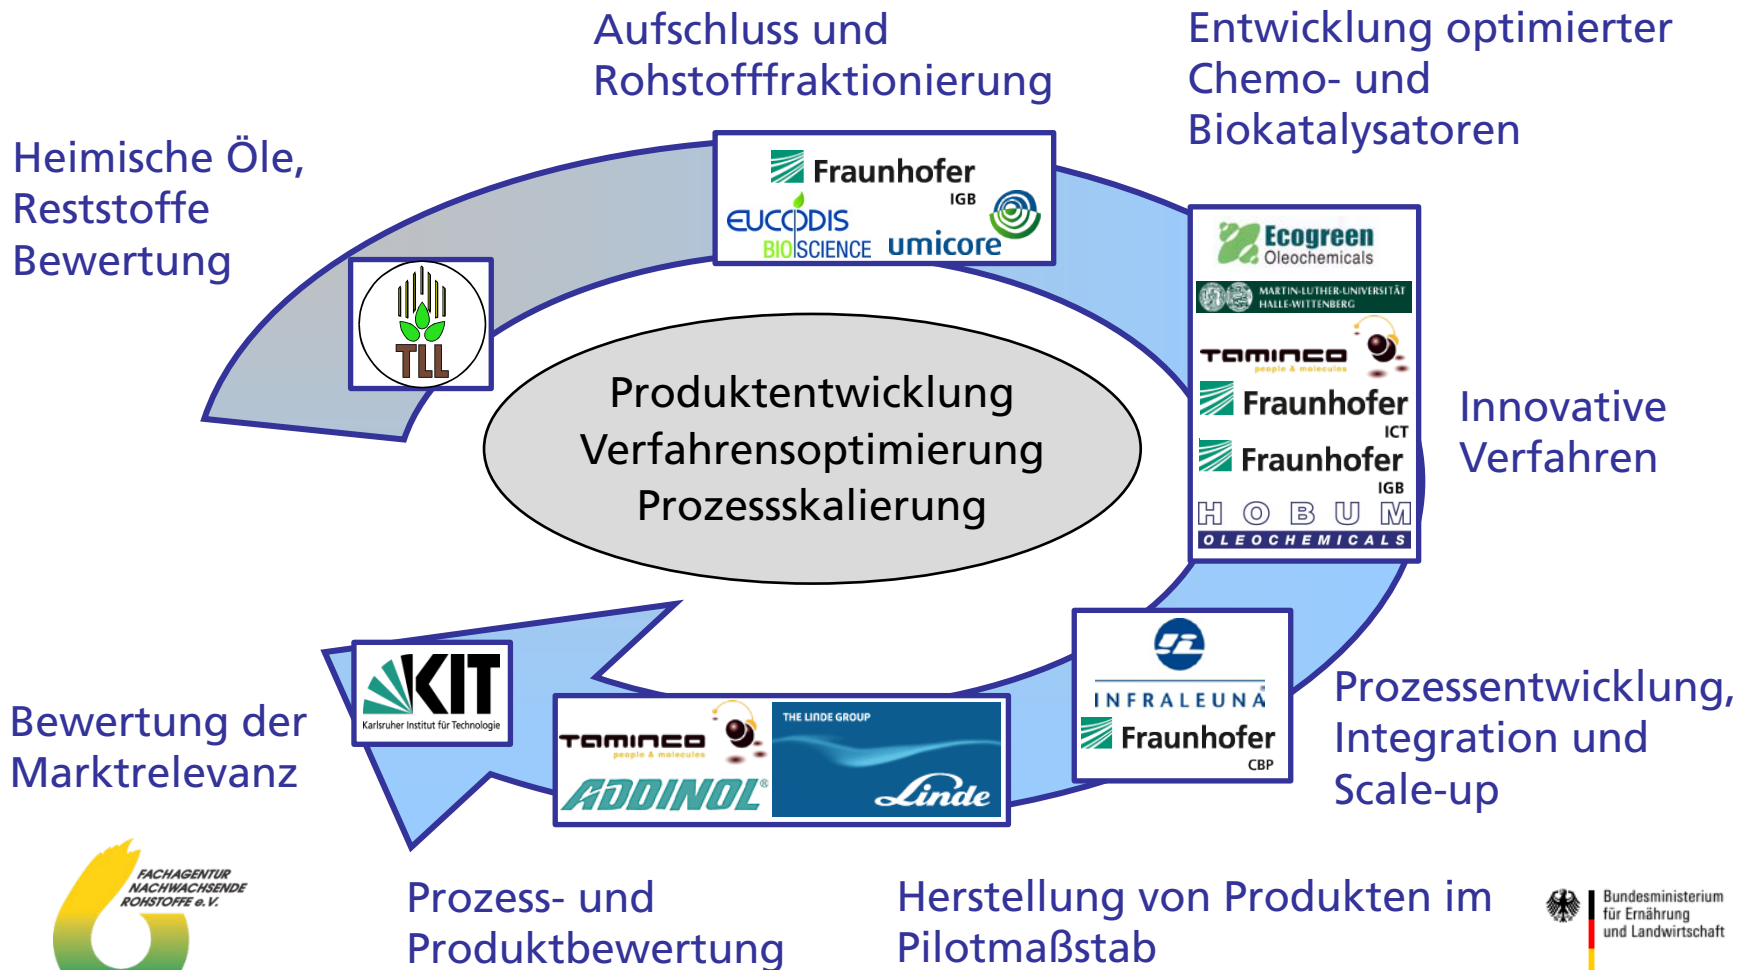 Aufschluss und
Rohstofffraktionierung
Entwicklung optimierter
Chemo- und
Biokatalysatoren
Heimische Öle,
Reststoffe
Bewertung
Fraunhofer
IGB
EUCODIS
BIOSCIENCE
umicore
TLL
Ecogreen
Oleochemicals
MARTIN-LUTHER-UNIVERSITÄT
HALLE-WITTENBERG
TAMINCO
people & molecules
Fraunhofer
ICT
Fraunhofer
IGB
HOBUM
OLEOCHEMICALS
Innovative
Verfahren
Produktentwicklung
Verfahrensoptimierung
Prozessskalierung
INFRALEUNA
Fraunhofer
CBP
Prozessentwicklung,
Integration und
Scale-up
KIT
Karlsruher Institut für Technologie
TAMINCO
people & molecules
ADDINOL®
THE LINDE GROUP
Linde
Bewertung der
Marktrelevanz
FACHAGENTUR
NACHWACHSENDE
ROHSTOFFE e.V.
Prozess- und
Produktbewertung
Herstellung von Produkten im
Pilotmaßstab
Bundesministerium
für Ernährung
und Landwirtschaft